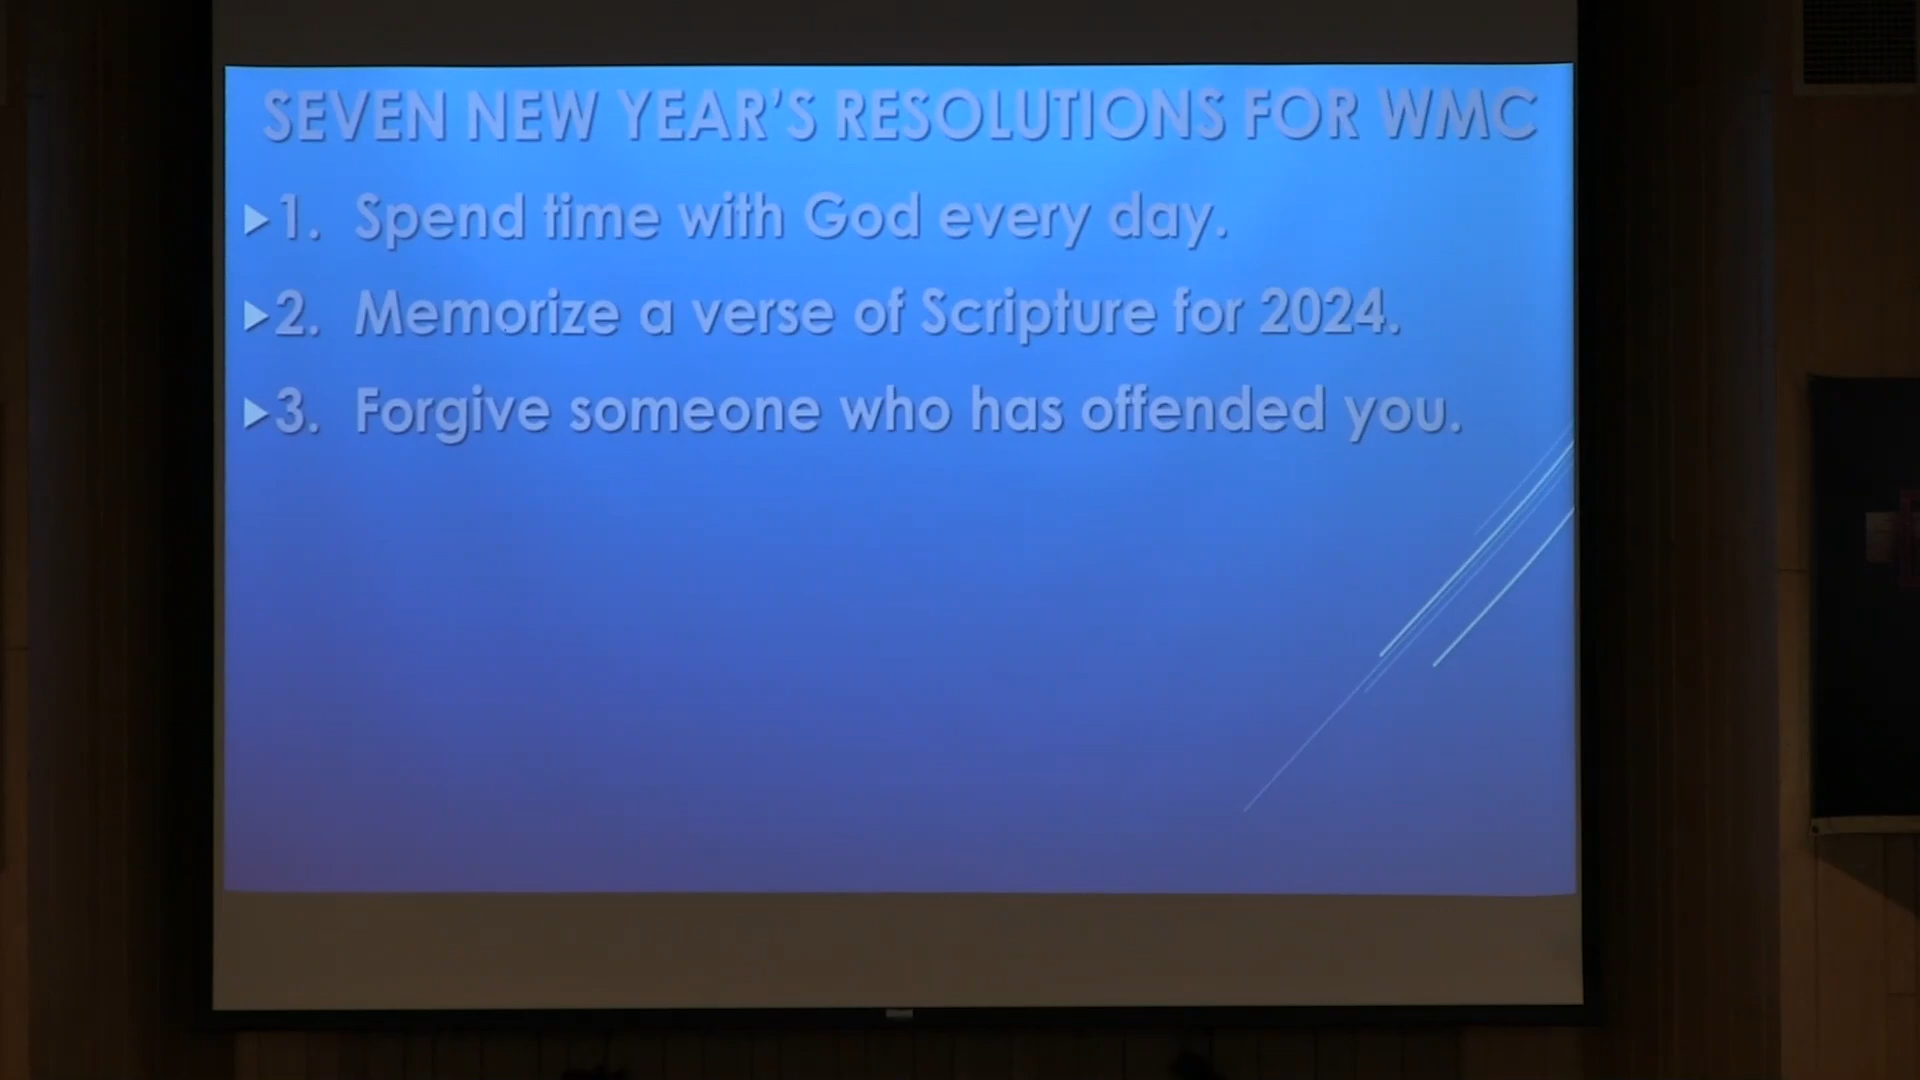 SEVEN NEW YEAR'S RESOLUTIONS FOR WMC
1. Spend time with God every day.
2. Memorize a verse of Scripture for 2024.
3. Forgive someone who has offended you.